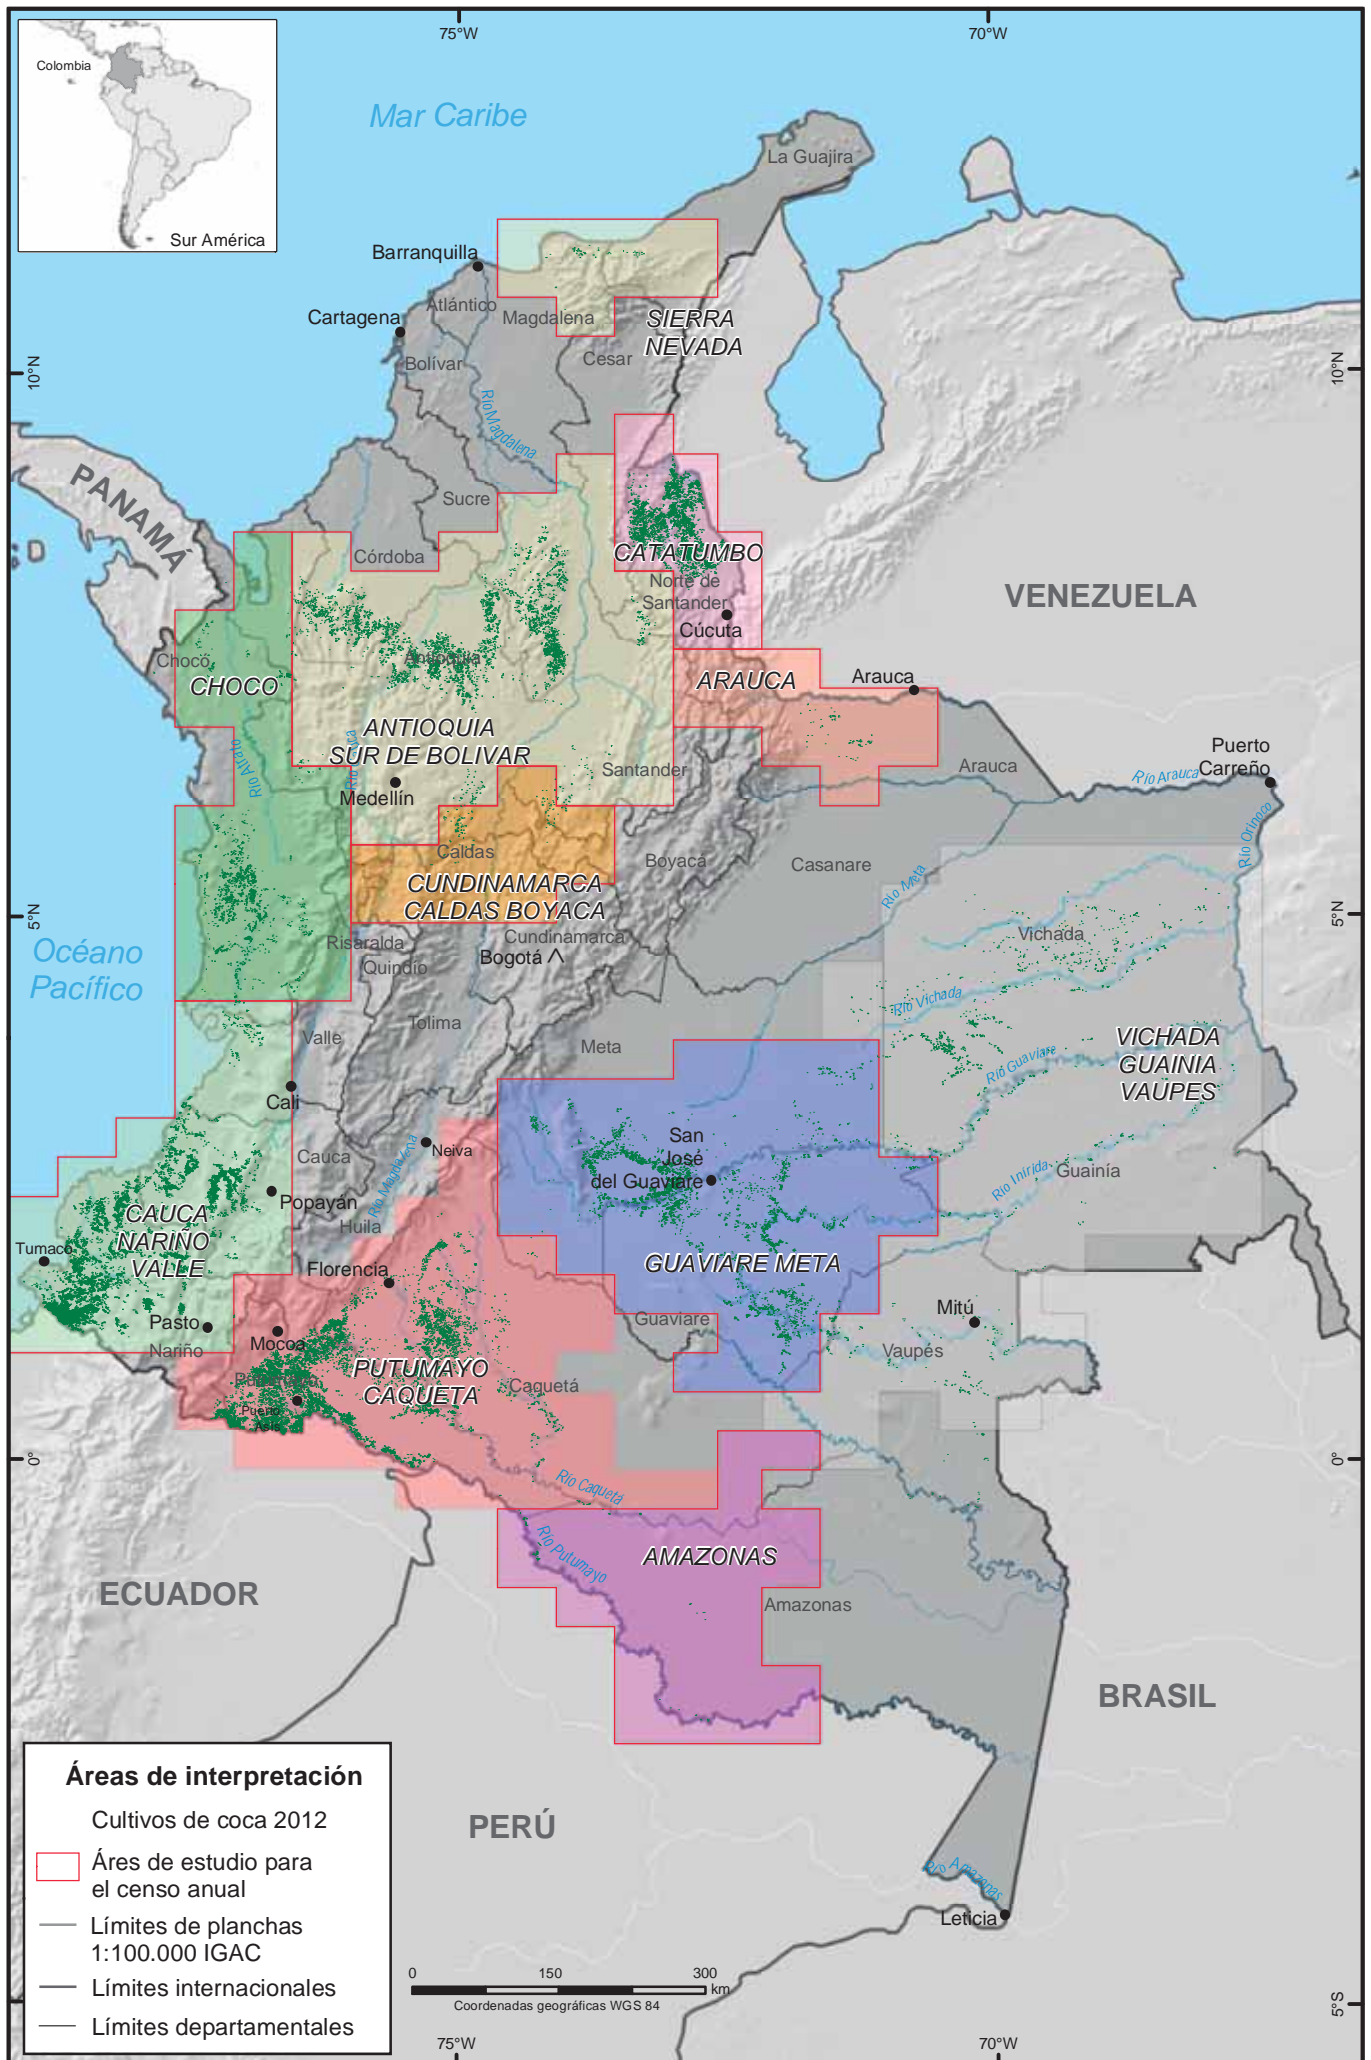 75°W
70°W
Colombia
Sur América
Mar Caribe
La Guajira
Barranquilla
Atlántico
Magdalena
Cartagena
SIERRA
NEVADA
Bolívar
Cesar
10°N
10°N
Río Magdalena
PANAMÁ
Sucre
Córdoba
CATATUMBO
Norte de
Santander
Cúcuta
VENEZUELA
Chocó
CHOCO
Antioquia
ARAUCA
Arauca
ANTIOQUIA
SUR DE BOLIVAR
Río Atrato
Medellín
Santander
Arauca
Río Arauca
Puerto
Carreño
Río Orinoco
Caldas
Boyacá
Casanare
CUNDINAMARCA
CALDAS BOYACA
Río Meta
5°N
5°N
Risaralda
Cundinamarca
Quindío
Bogotá
Vichada
Océano
Pacífico
Río Vichada
Valle
Tolima
Meta
VICHADA
GUAINIA
VAUPES
Río Guaviare
Cali
San
José
del Guaviare
Neiva
Cauca
Río Magdalena
Río Inírida
Guainía
Popayán
CAUCA
NARIÑO
VALLE
Huila
Tumaco
Florencia
GUAVIARE META
Pasto
Nariño
Mocoa
Guaviare
Mitú
Vaupés
Putumayo
PUTUMAYO
CAQUETA
Caquetá
Puerto
Asís
0°
0°
Río Caquetá
Río Putumayo
AMAZONAS
ECUADOR
Amazonas
BRASIL
PERÚ
Río Amazonas
Leticia
Áreas de interpretación
Cultivos de coca 2012
Áres de estudio para
el censo anual
Límites de planchas
1:100.000 IGAC
Límites internacionales
Límites departamentales
0 150 300
km
Coordenadas geográficas WGS 84
5°S
75°W
70°W